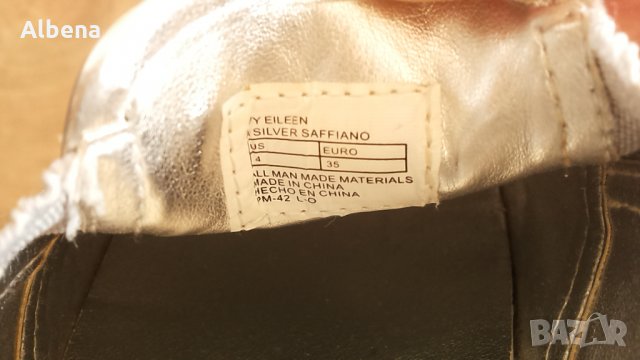 Albena
Y EILEEN
SILVER SAFFIANO
US EURO
4 35
ALL MAN MADE MATERIALS
MADE IN CHINA
HECHO EN CHINA
PM-42 L-O
BAZAR